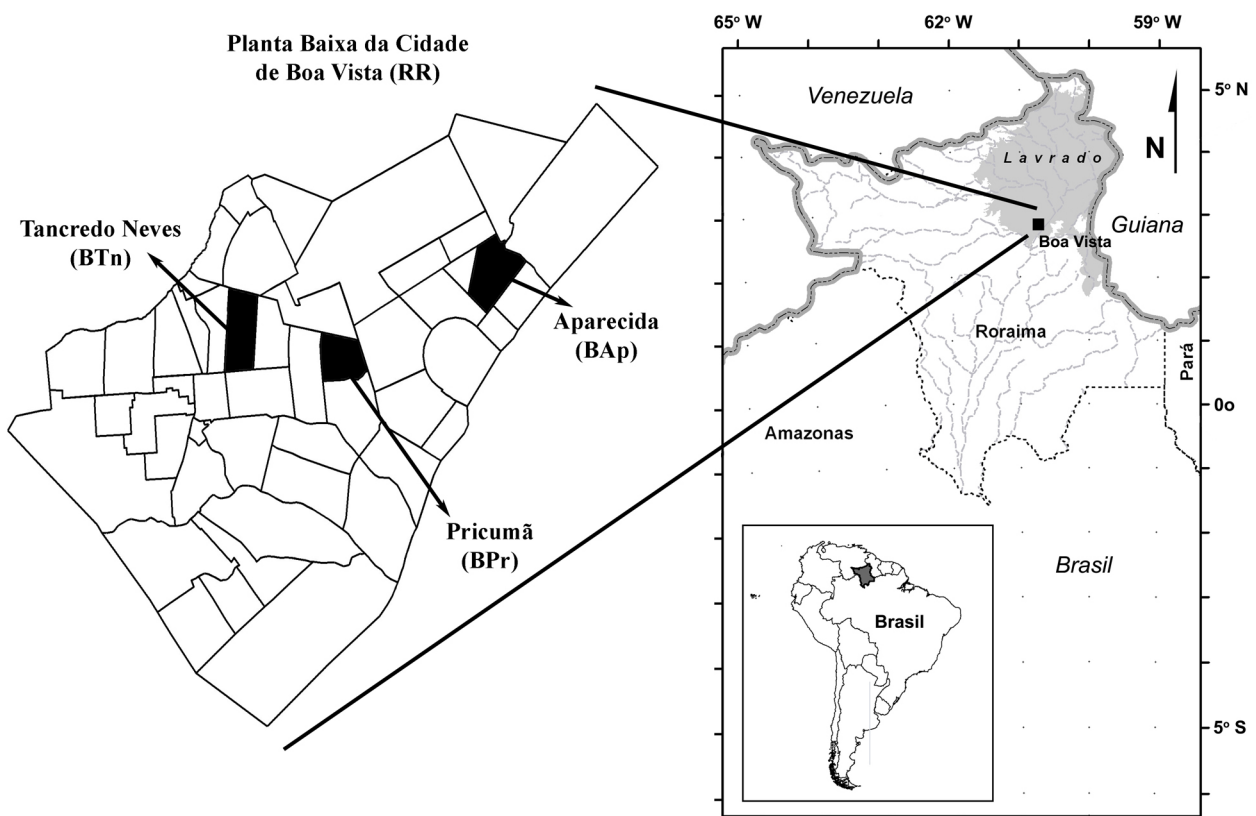 Planta Baixa da Cidade
de Boa Vista (RR)
Tancredo Neves
(BTn)
Aparecida
(BAp)
Pricumã
(BPr)
65° W
62° W
59° W
Venezuela
5° N
Lavrado
N
Guiana
Boa Vista
Roraima
Pará
0o
Amazonas
Brasil
Brasil
5° S